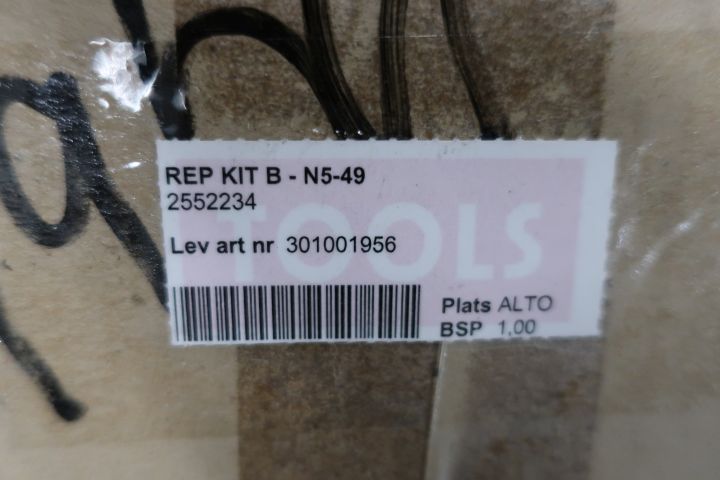 REP KIT B - N5-49
2552234
TOOLS
Lev art nr 301001956
Plats ALTO
BSP 1,00